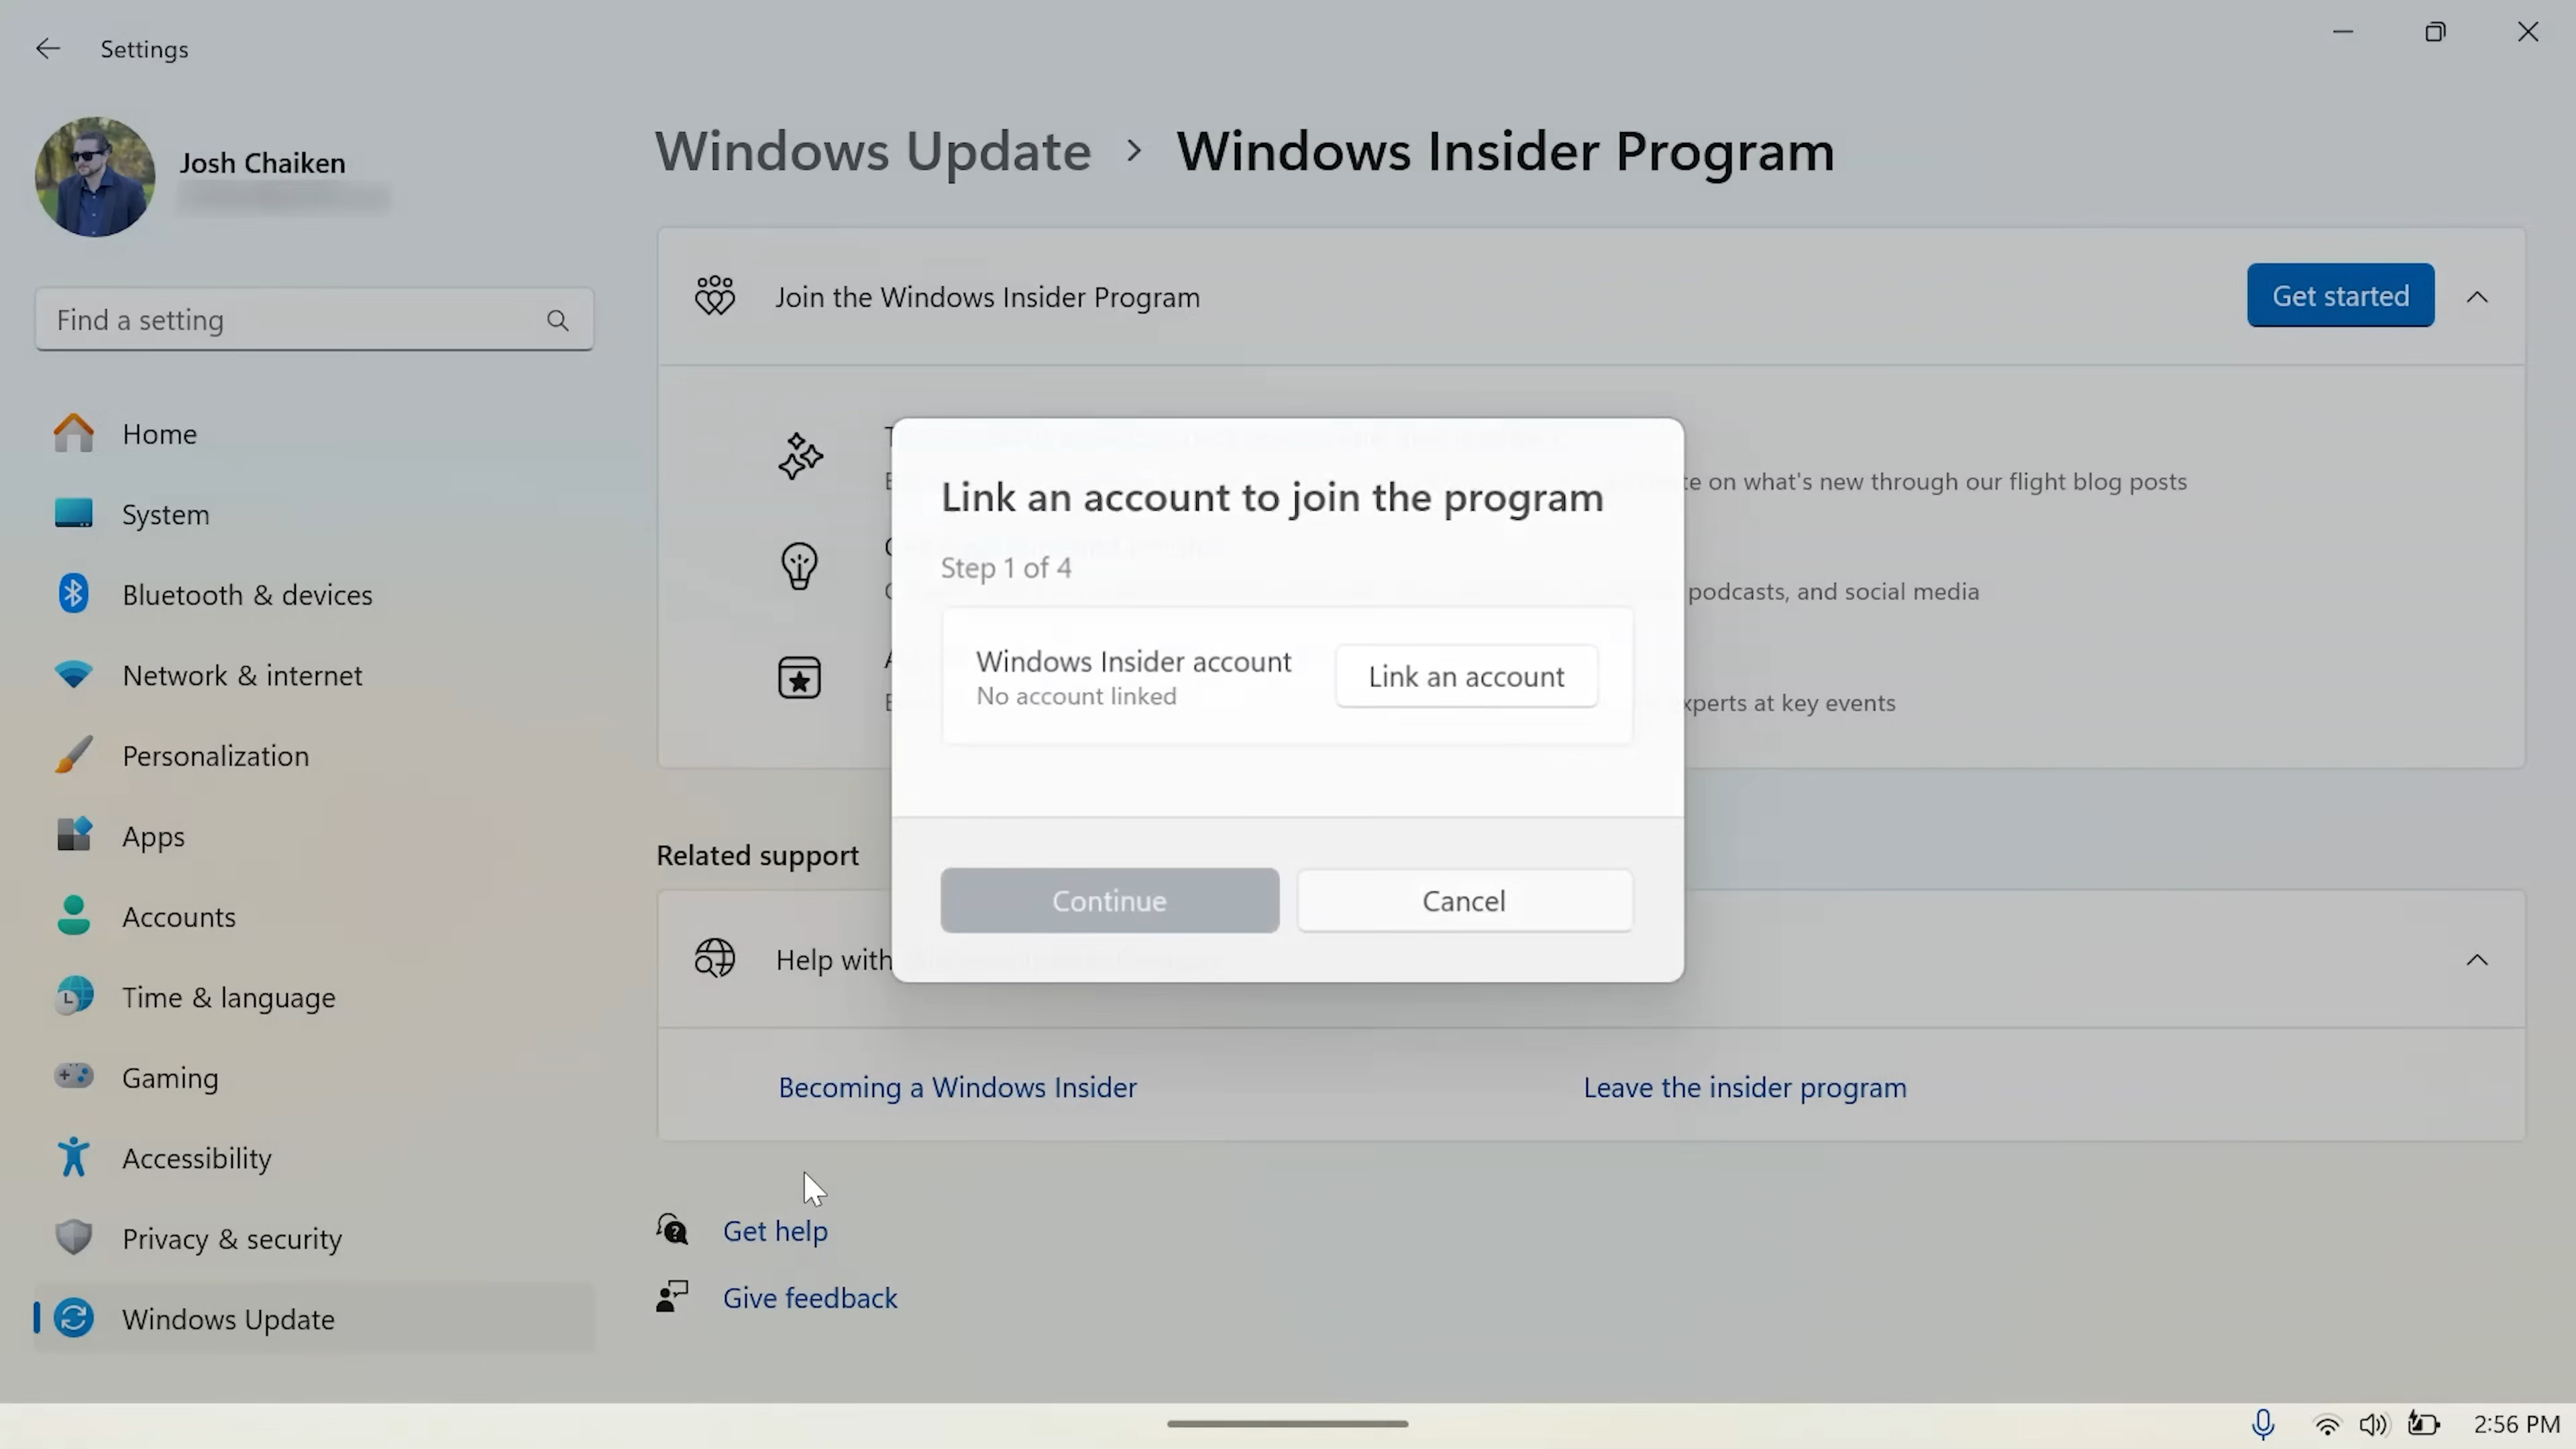 Settings
Josh Chaiken
Find a setting
Home
System
Bluetooth & devices
Network & internet
Personalization
Apps
Accounts
Time & language
Gaming
Accessibility
Privacy & security
Windows Update
Windows Update > Windows Insider Program
Join the Windows Insider Program
Get started
on what's new through our flight blog posts
podcasts, and social media
experts at key events
Link an account to join the program
Step 1 of 4
Windows Insider account
No account linked
Link an account
Continue
Cancel
Related support
Help with
Becoming a Windows Insider
Leave the insider program
Get help
Give feedback
2:56 PM